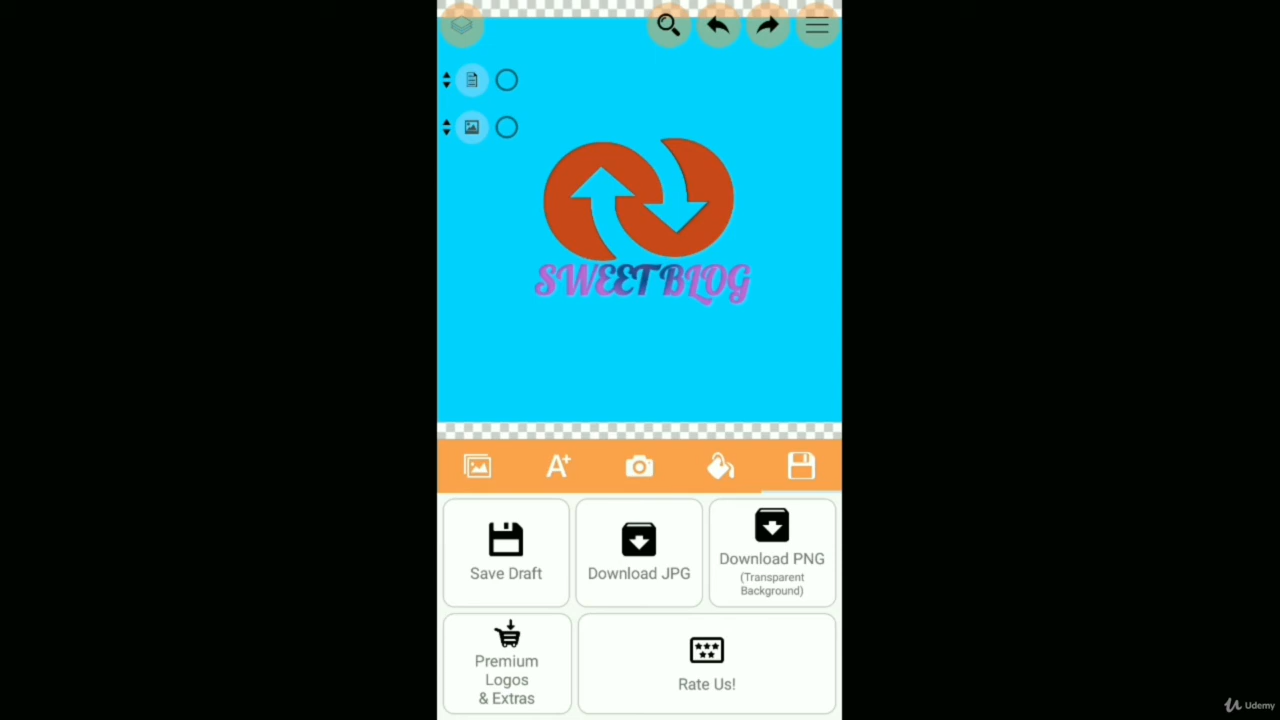 SWEET BLOG
A+
Save Draft
Download JPG
Download PNG
(Transparent
Background)
Premium
Logos
& Extras
Rate Us!
Udemy